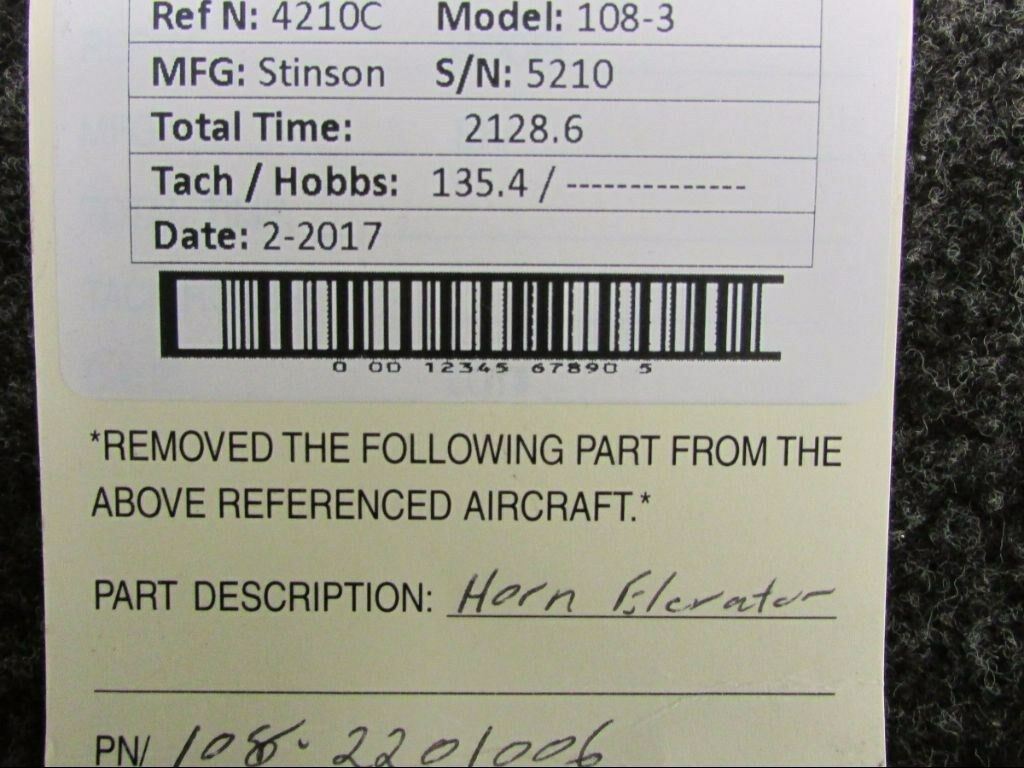 Ref N: 4210C Model: 108-3
MFG: Stinson S/N: 5210
Total Time: 2128.6
Tach / Hobbs: 135.4 / --------------
Date: 2-2017
0 00 12345 67890 5
*REMOVED THE FOLLOWING PART FROM THE
ABOVE REFERENCED AIRCRAFT.*
PART DESCRIPTION: Horn Elevator
PN/ 108-2201006